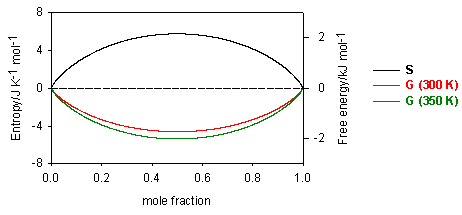 8
4
0
-4
-8
Entropy/J K⁻¹ mol⁻¹
2
0
-2
Free energy/kJ mol⁻¹
0.0 0.2 0.4 0.6 0.8 1.0
mole fraction
S
G (300 K)
G (350 K)